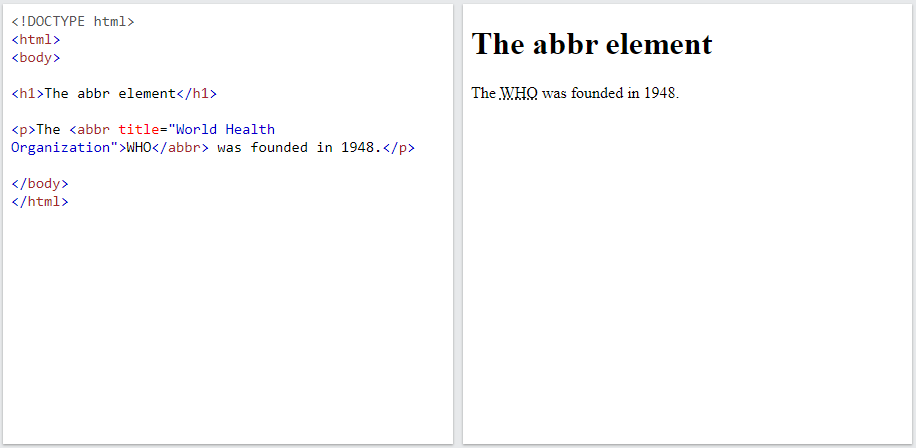 <!DOCTYPE html>
<html>
<body>
<h1>The abbr element</h1>
<p>The <abbr title="World Health
Organization">WHO</abbr> was founded in 1948.</p>
</body>
</html>
The abbr element
The WHO was founded in 1948.